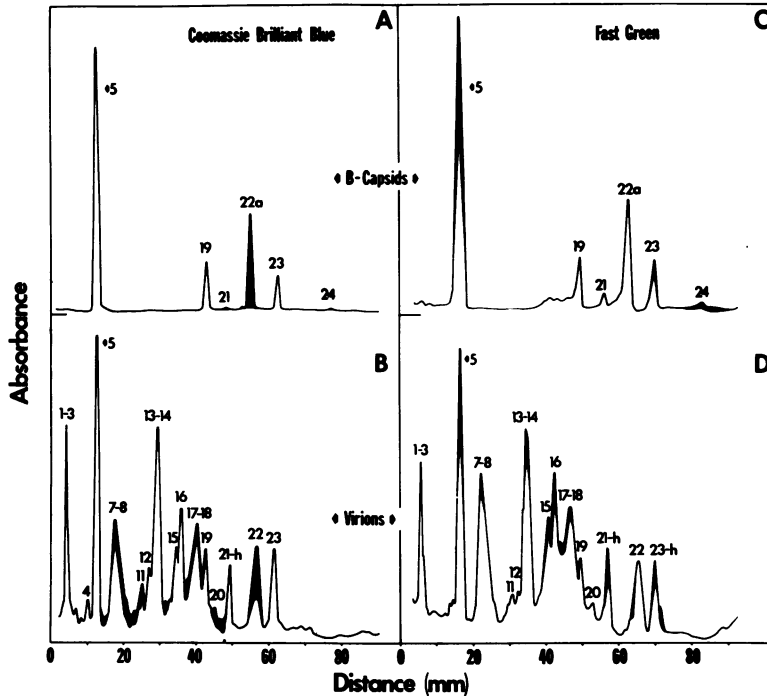 A
Coomassie Brilliant Blue
5
19
21
22a
23
24
C
Fast Green
5
19
21
22a
23
24
B-Capsids
Absorbance
B
1-3
4
5
7-8
11
12
13-14
15
16
17-18
19
20
21-h
22
23
D
1-3
5
7-8
11
12
13-14
15
16
17-18
19
20
21-h
22
23-h
Virions
0 20 40 60 80 0 20 40 60 80
Distance (mm)